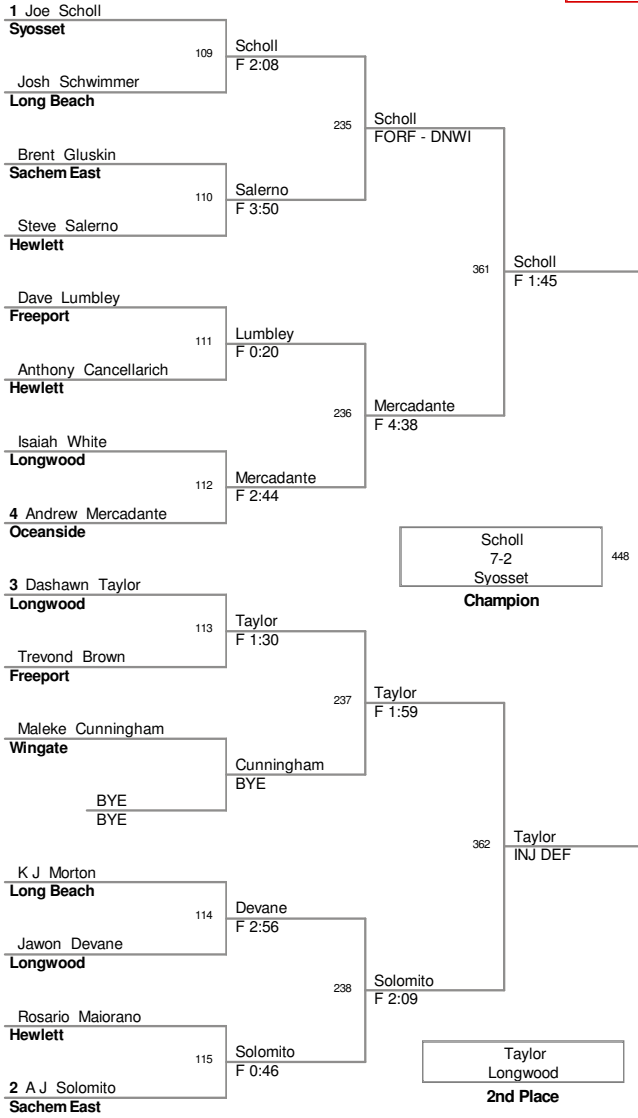 1 Joe Scholl
Syosset
109
Scholl
F 2:08
Josh Schwimmer
Long Beach
235
Scholl
FORF - DNWI
Brent Gluskin
Sachem East
110
Salerno
F 3:50
Steve Salerno
Hewlett
361
Scholl
F 1:45
Dave Lumbley
Freeport
111
Lumbley
F 0:20
Anthony Cancellarich
Hewlett
236
Mercadante
F 4:38
Isaiah White
Longwood
112
Mercadante
F 2:44
4 Andrew Mercadante
Oceanside
Scholl
7-2
Syosset
448
Champion
3 Dashawn Taylor
Longwood
113
Taylor
F 1:30
Trevond Brown
Freeport
237
Taylor
F 1:59
Maleke Cunningham
Wingate
Cunningham
BYE
BYE
BYE
362
Taylor
INJ DEF
K J Morton
Long Beach
114
Devane
F 2:56
Jawon Devane
Longwood
238
Solomito
F 2:09
Rosario Maiorano
Hewlett
115
Solomito
F 0:46
2 A J Solomito
Sachem East
Taylor
Longwood
2nd Place